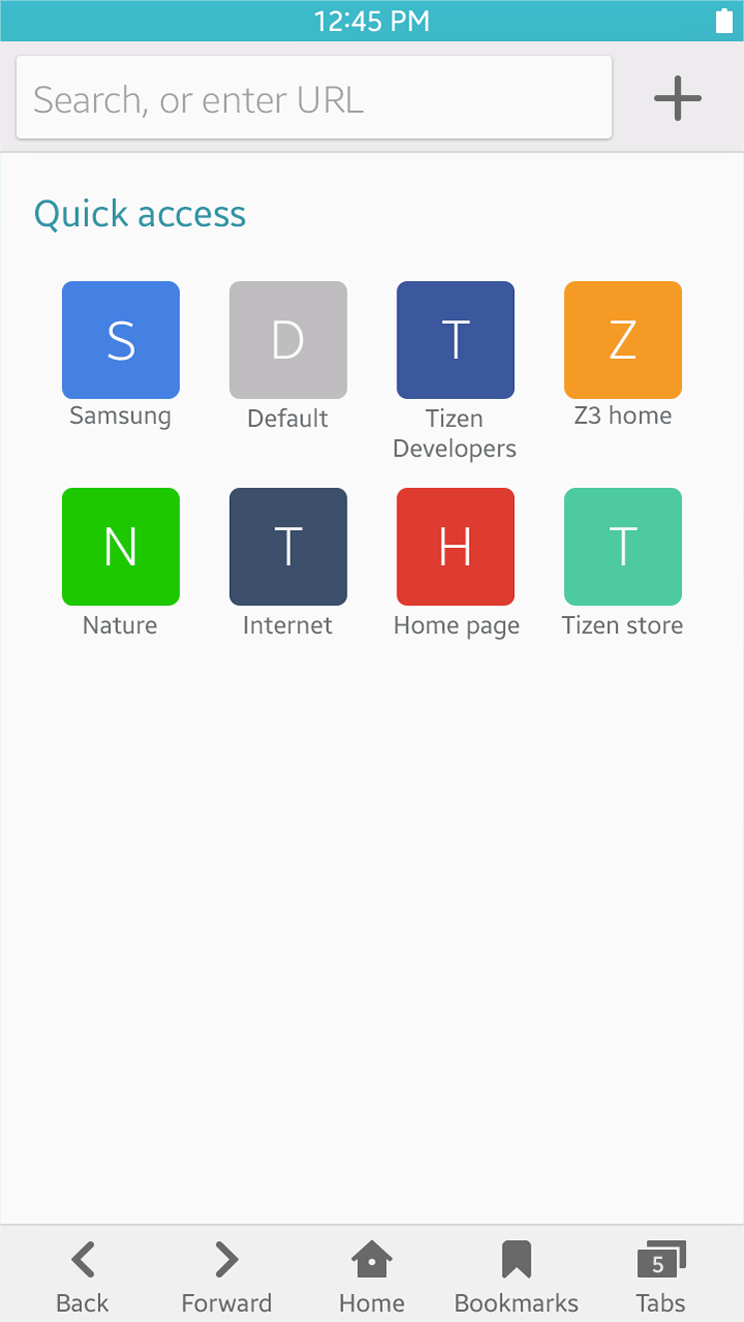 12:45 PM
Search, or enter URL
Quick access
S D T Z
Samsung Default Tizen Developers Z3 home
N T H T
Nature Internet Home page Tizen store
5
Back Forward Home Bookmarks Tabs